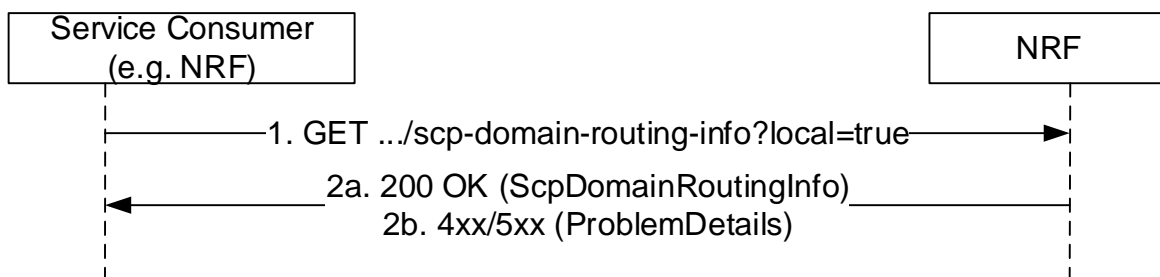 Service Consumer
(e.g. NRF)
NRF
1. GET .../scp-domain-routing-info?local=true
2a. 200 OK (ScpDomainRoutingInfo)
2b. 4xx/5xx (ProblemDetails)